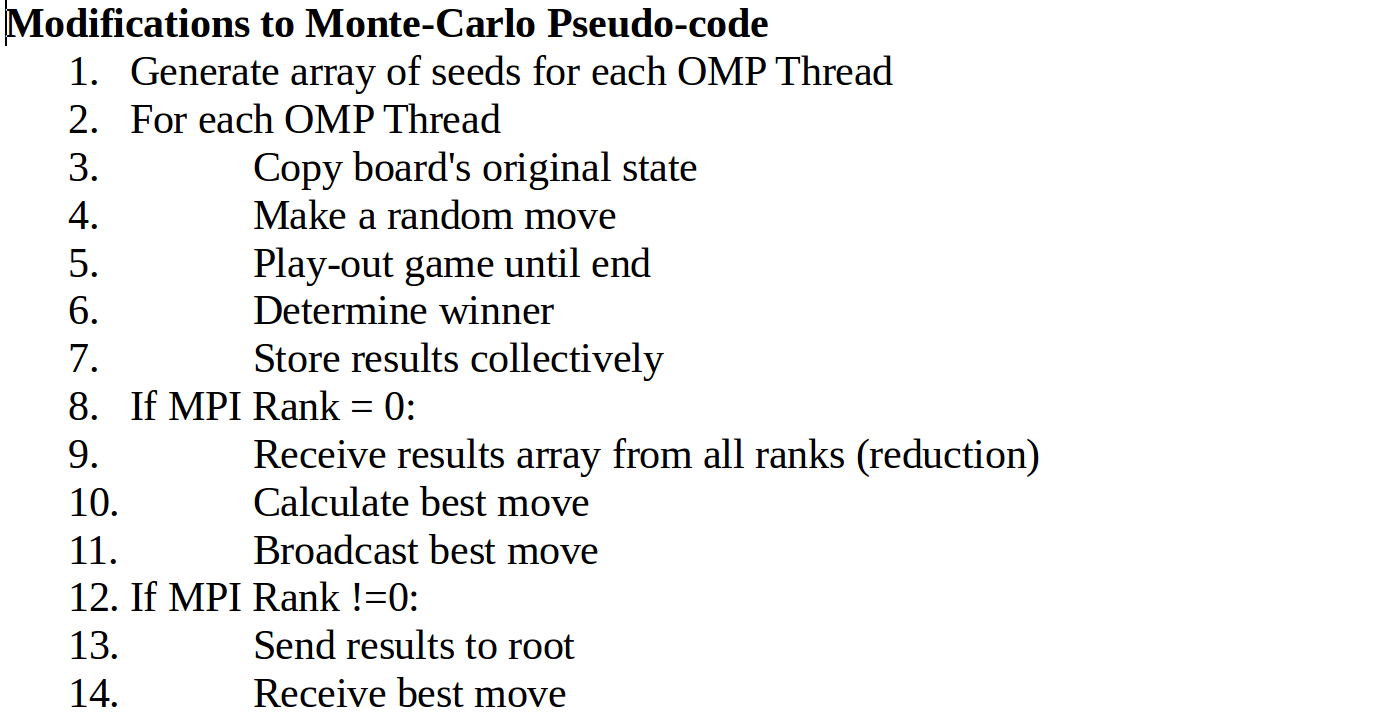 Modifications to Monte-Carlo Pseudo-code
1. Generate array of seeds for each OMP Thread
2. For each OMP Thread
3. Copy board's original state
4. Make a random move
5. Play-out game until end
6. Determine winner
7. Store results collectively
8. If MPI Rank = 0:
9. Receive results array from all ranks (reduction)
10. Calculate best move
11. Broadcast best move
12. If MPI Rank !=0:
13. Send results to root
14. Receive best move